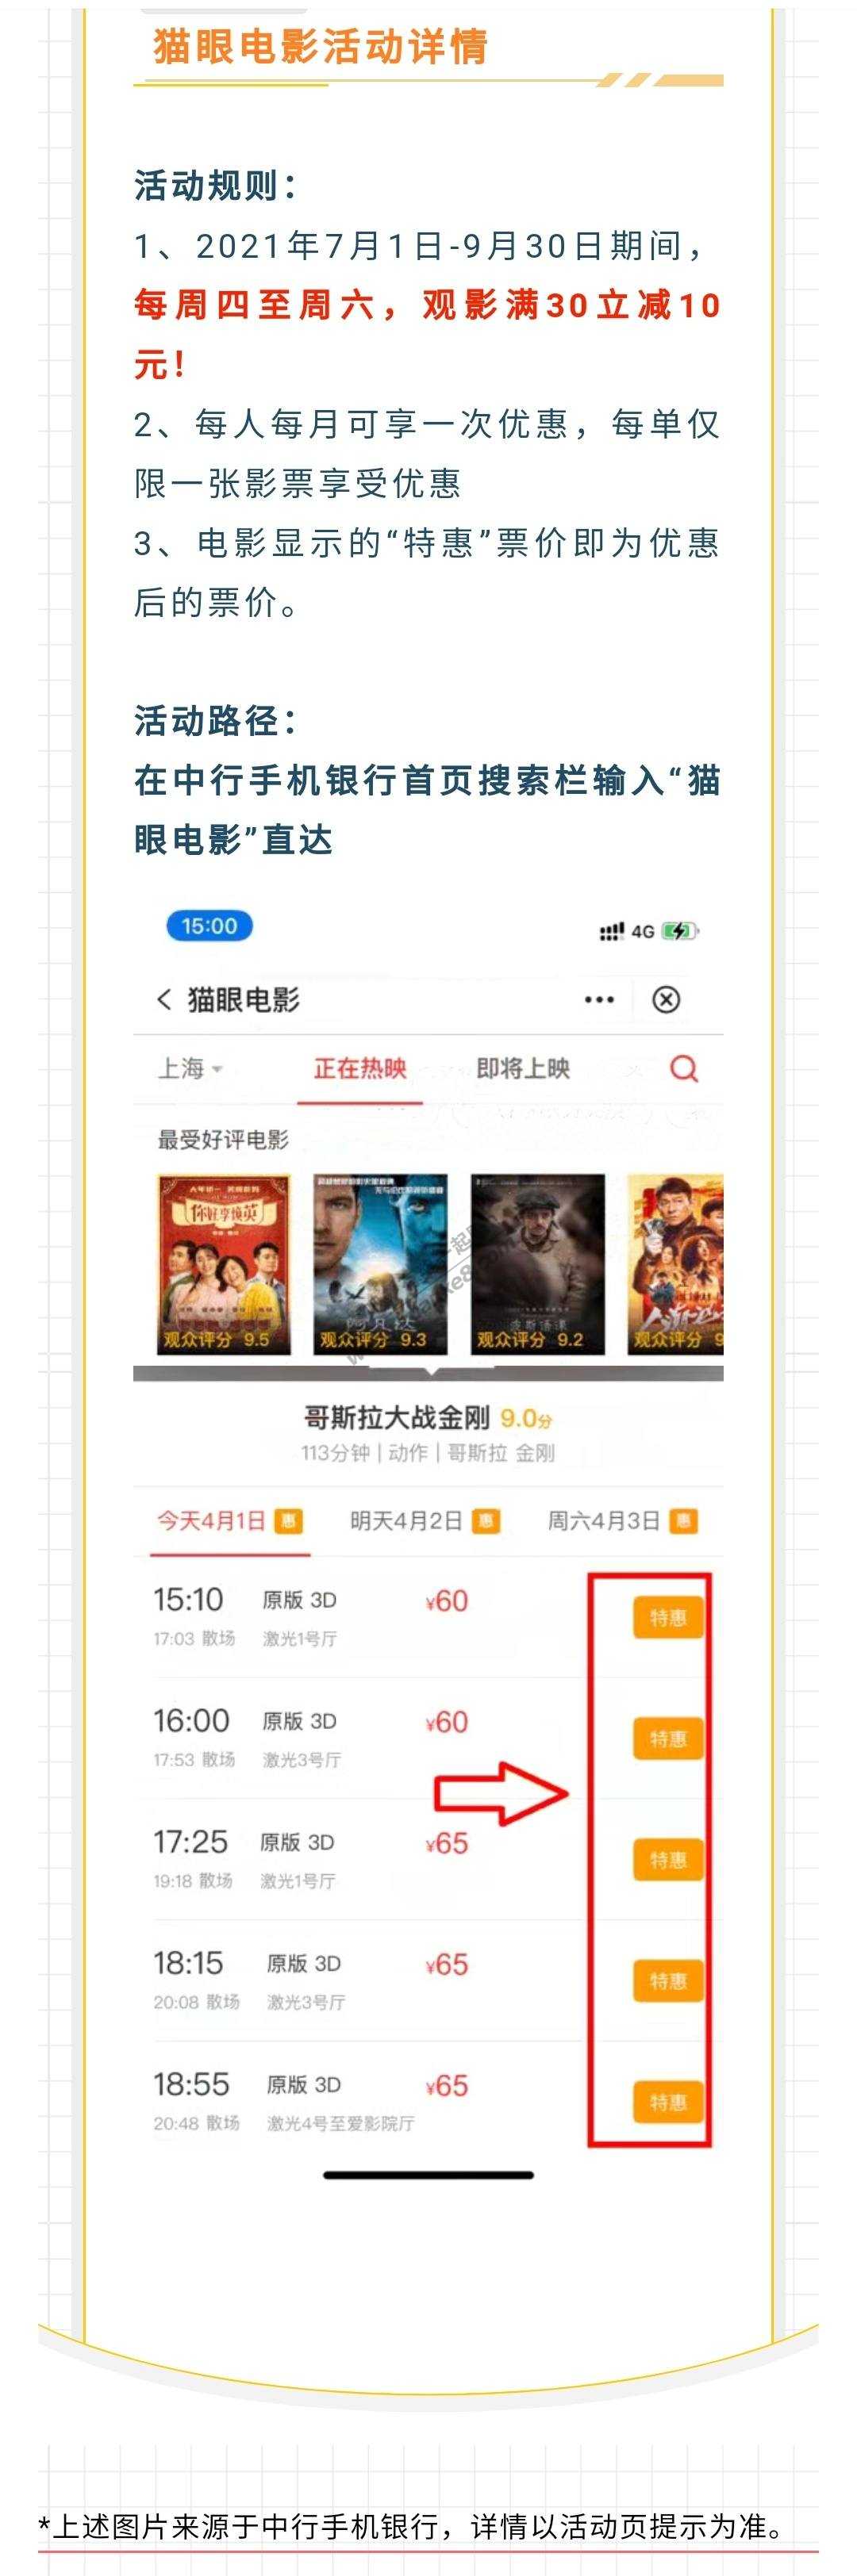 猫眼电影活动详情
活动规则：
1、2021年7月1日-9月30日期间，
每周四至周六，观影满30立减10
元！
2、每人每月可享一次优惠，每单仅
限一张影票享受优惠
3、电影显示的“特惠”票价即为优惠
后的票价。
活动路径：
在中行手机银行首页搜索栏输入“猫
眼电影”直达
15:00 4G
猫眼电影
上海 正在热映 即将上映
最受好评电影
你好李焕英
阿凡达
观众评分 9.5 观众评分 9.3 观众评分 9.2 观众评分 9
哥斯拉大战金刚 9.0分
113分钟 | 动作 | 哥斯拉 金刚
今天4月1日 惠 明天4月2日 惠 周六4月3日 惠
15:10 原版 3D ¥60 特惠
17:03 散场 激光1号厅
16:00 原版 3D ¥60 特惠
17:53 散场 激光3号厅
17:25 原版 3D ¥65 特惠
19:18 散场 激光1号厅
18:15 原版 3D ¥65 特惠
20:08 散场 激光3号厅
18:55 原版 3D ¥65 特惠
20:48 散场 激光4号至爱影院厅
*上述图片来源于中行手机银行，详情以活动页提示为准。